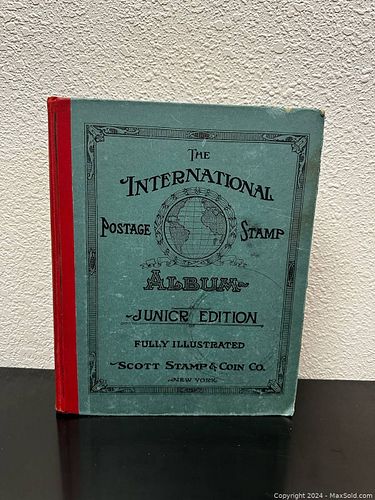 THE
INTERNATIONAL
POSTAGE STAMP
ALBUM
JUNIOR EDITION
FULLY ILLUSTRATED
SCOTT STAMP & COIN CO.
NEW YORK
Copyright © 2024 - MaxSold.com